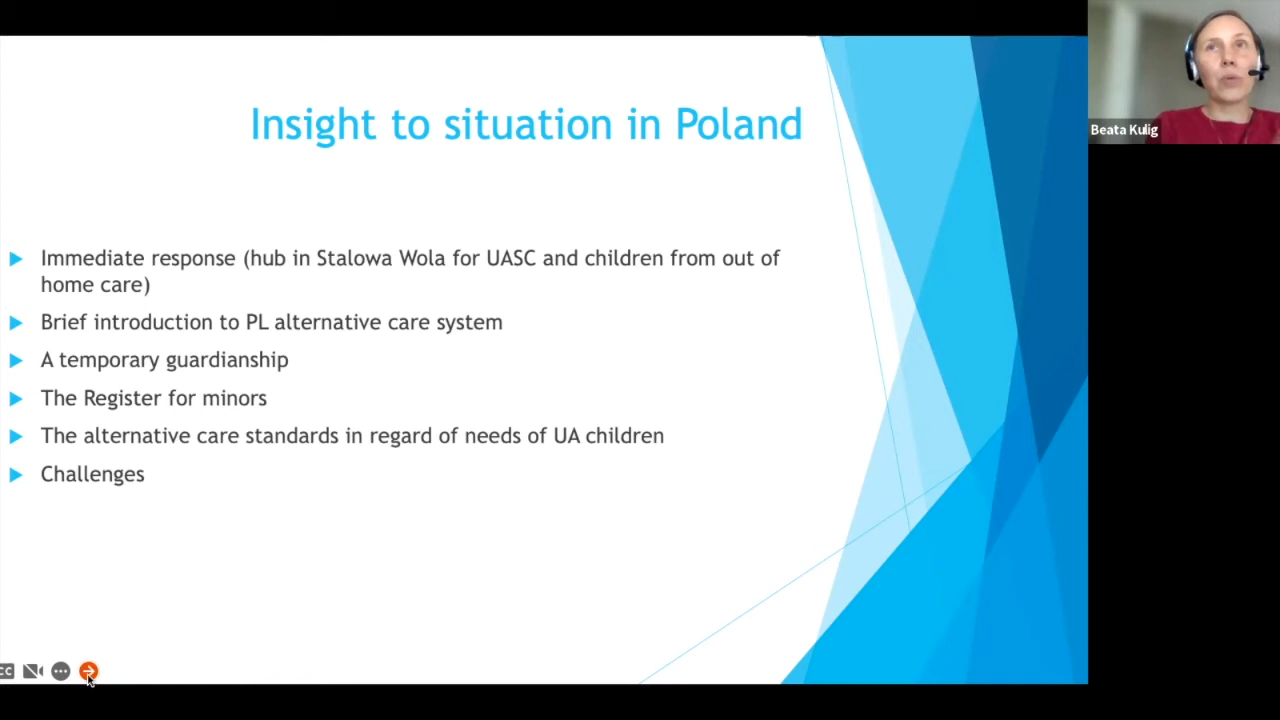 Insight to situation in Poland
Beata Kulig
Immediate response (hub in Stalowa Wola for UASC and children from out of
home care)
Brief introduction to PL alternative care system
A temporary guardianship
The Register for minors
The alternative care standards in regard of needs of UA children
Challenges
CC